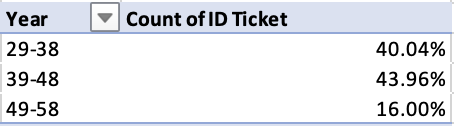 Year Count of ID Ticket
29-38 40.04%
39-48 43.96%
49-58 16.00%